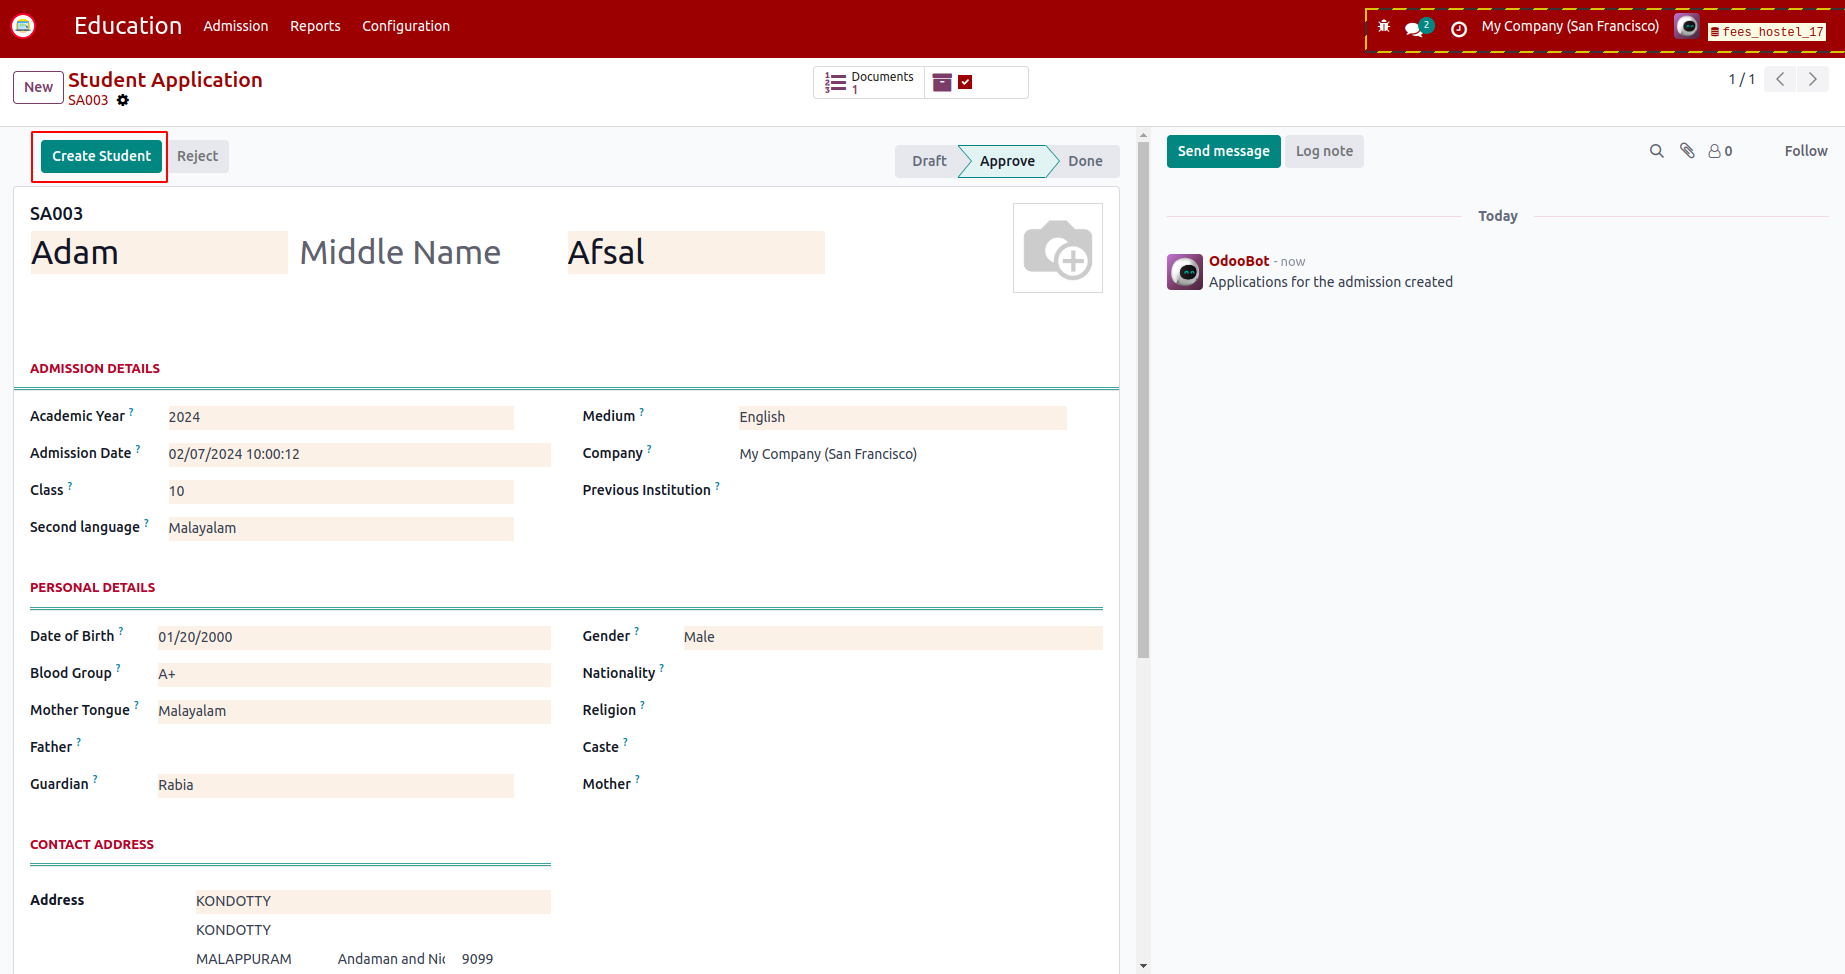 Education Admission Reports Configuration 2 My Company (San Francisco) fees_hostel_17
New Student Application
SA003
Documents
1
1 / 1
Create Student Reject Draft Approve Done
Send message Log note 0 Follow
Today
OdooBot - now
Applications for the admission created
SA003
Adam Middle Name Afsal
ADMISSION DETAILS
Academic Year ? 2024 Medium ? English
Admission Date ? 02/07/2024 10:00:12 Company ? My Company (San Francisco)
Class ? 10 Previous Institution ?
Second language ? Malayalam
PERSONAL DETAILS
Date of Birth ? 01/20/2000 Gender ? Male
Blood Group ? A+ Nationality ?
Mother Tongue ? Malayalam Religion ?
Father ? Caste ?
Guardian ? Rabia Mother ?
CONTACT ADDRESS
Address KONDOTTY
KONDOTTY
MALAPPURAM Andaman and Nic 9099